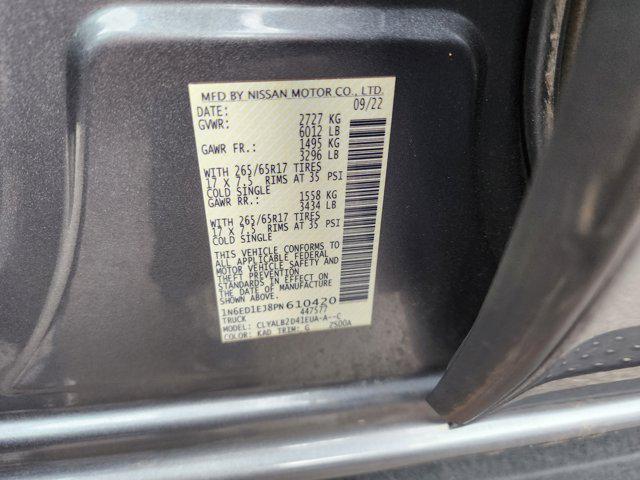 MFD BY NISSAN MOTOR CO., LTD.
DATE: 09/22
GVWR: 2727 KG
6012 LB
GAWR FR.: 1495 KG
3296 LB
WITH 265/65R17 TIRES
17 X 7.5 RIMS AT 35 PSI
COLD SINGLE
GAWR RR.: 1558 KG
3434 LB
WITH 265/65R17 TIRES
17 X 7.5 RIMS AT 35 PSI
COLD SINGLE
THIS VEHICLE CONFORMS TO
ALL APPLICABLE FEDERAL
MOTOR VEHICLE SAFETY
STANDARDS IN EFFECT ON
THE DATE OF MANUFACTURE
SHOWN ABOVE.
1N6ED1EJ8PN610420
TRUCK 447577
MODEL: CLYALB2D41EUA-A--C
COLOR: KAD TRIM: G 2500A